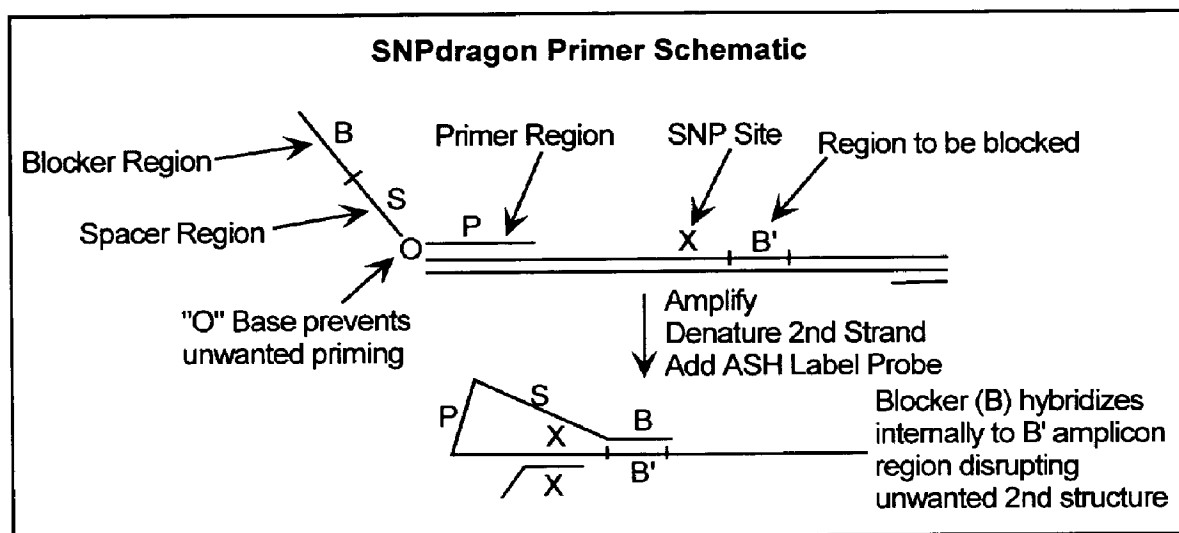 SNPdragon Primer Schematic
B
Blocker Region
Primer Region
SNP Site
Region to be blocked
S
Spacer Region
P
X
B'
O
"O" Base prevents
unwanted priming
Amplify
Denature 2nd Strand
Add ASH Label Probe
P
S
B
X
B'
X
Blocker (B) hybridizes
internally to B' amplicon
region disrupting
unwanted 2nd structure